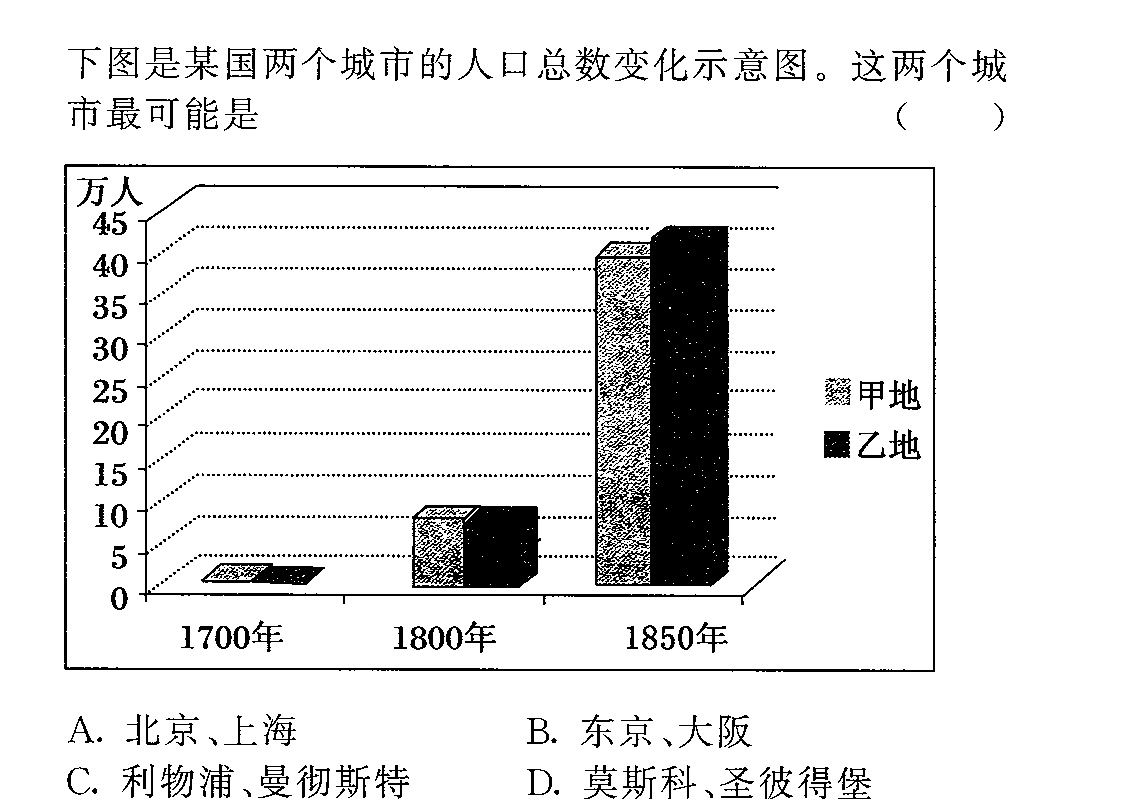 下图是某国两个城市的人口总数变化示意图。这两个城
市最可能是 (　　)
万人
45
40
35
30
25
20
15
10
5
0
甲地
乙地
1700年 1800年 1850年
A. 北京、上海 B. 东京、大阪
C. 利物浦、曼彻斯特 D. 莫斯科、圣彼得堡